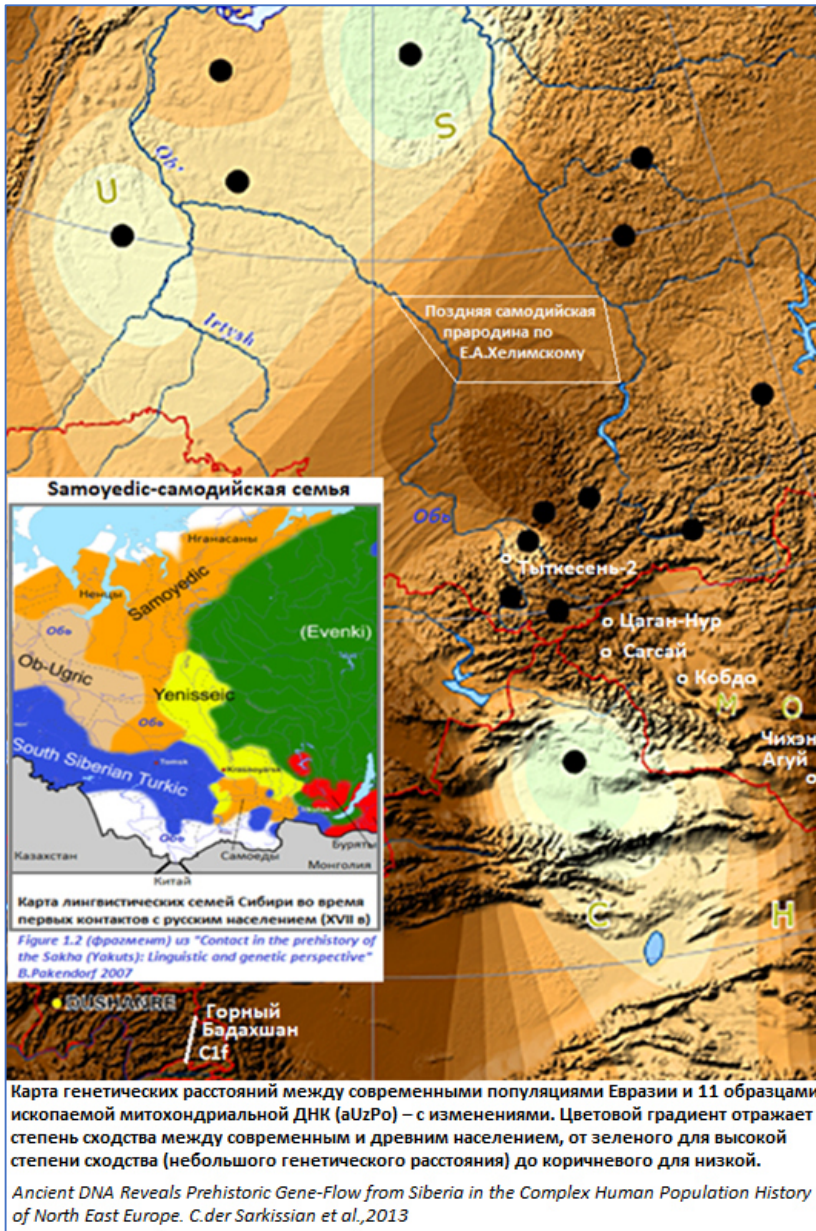 S
U
Ob'
Irtysh
Поздняя самодийская
прародина по
Е.А.Хелимскому
Samoyedic-самодийская семья
Нганасаны
Ненцы
Samoyedic
Обь
(Evenki)
Ob-Ugric
Yenisseic
Обь
South Siberian Turkic
Tomsk
Krasnoyarsk
Обь
Буряты
Казахстан
Самоеды
Монголия
Китай
Карта лингвистических семей Сибири во время
первых контактов с русским населением (XVII в)
Figure 1.2 (фрагмент) из "Contact in the prehistory of
the Sakha (Yakuts): Linguistic and genetic perspective"
B.Pakendorf 2007
Обь
Тыткесень-2
Цаган-Нур
Сагсай
Кобдо
M O
Чихэн
Агуй
C H
DUSHANBE
Горный
Бадахшан
C1f
Карта генетических расстояний между современными популяциями Евразии и 11 образцами
ископаемой митохондриальной ДНК (aUzPo) – с изменениями. Цветовой градиент отражает
степень сходства между современным и древним населением, от зеленого для высокой
степени сходства (небольшого генетического расстояния) до коричневого для низкой.
Ancient DNA Reveals Prehistoric Gene-Flow from Siberia in the Complex Human Population History
of North East Europe. C.der Sarkissian et al.,2013